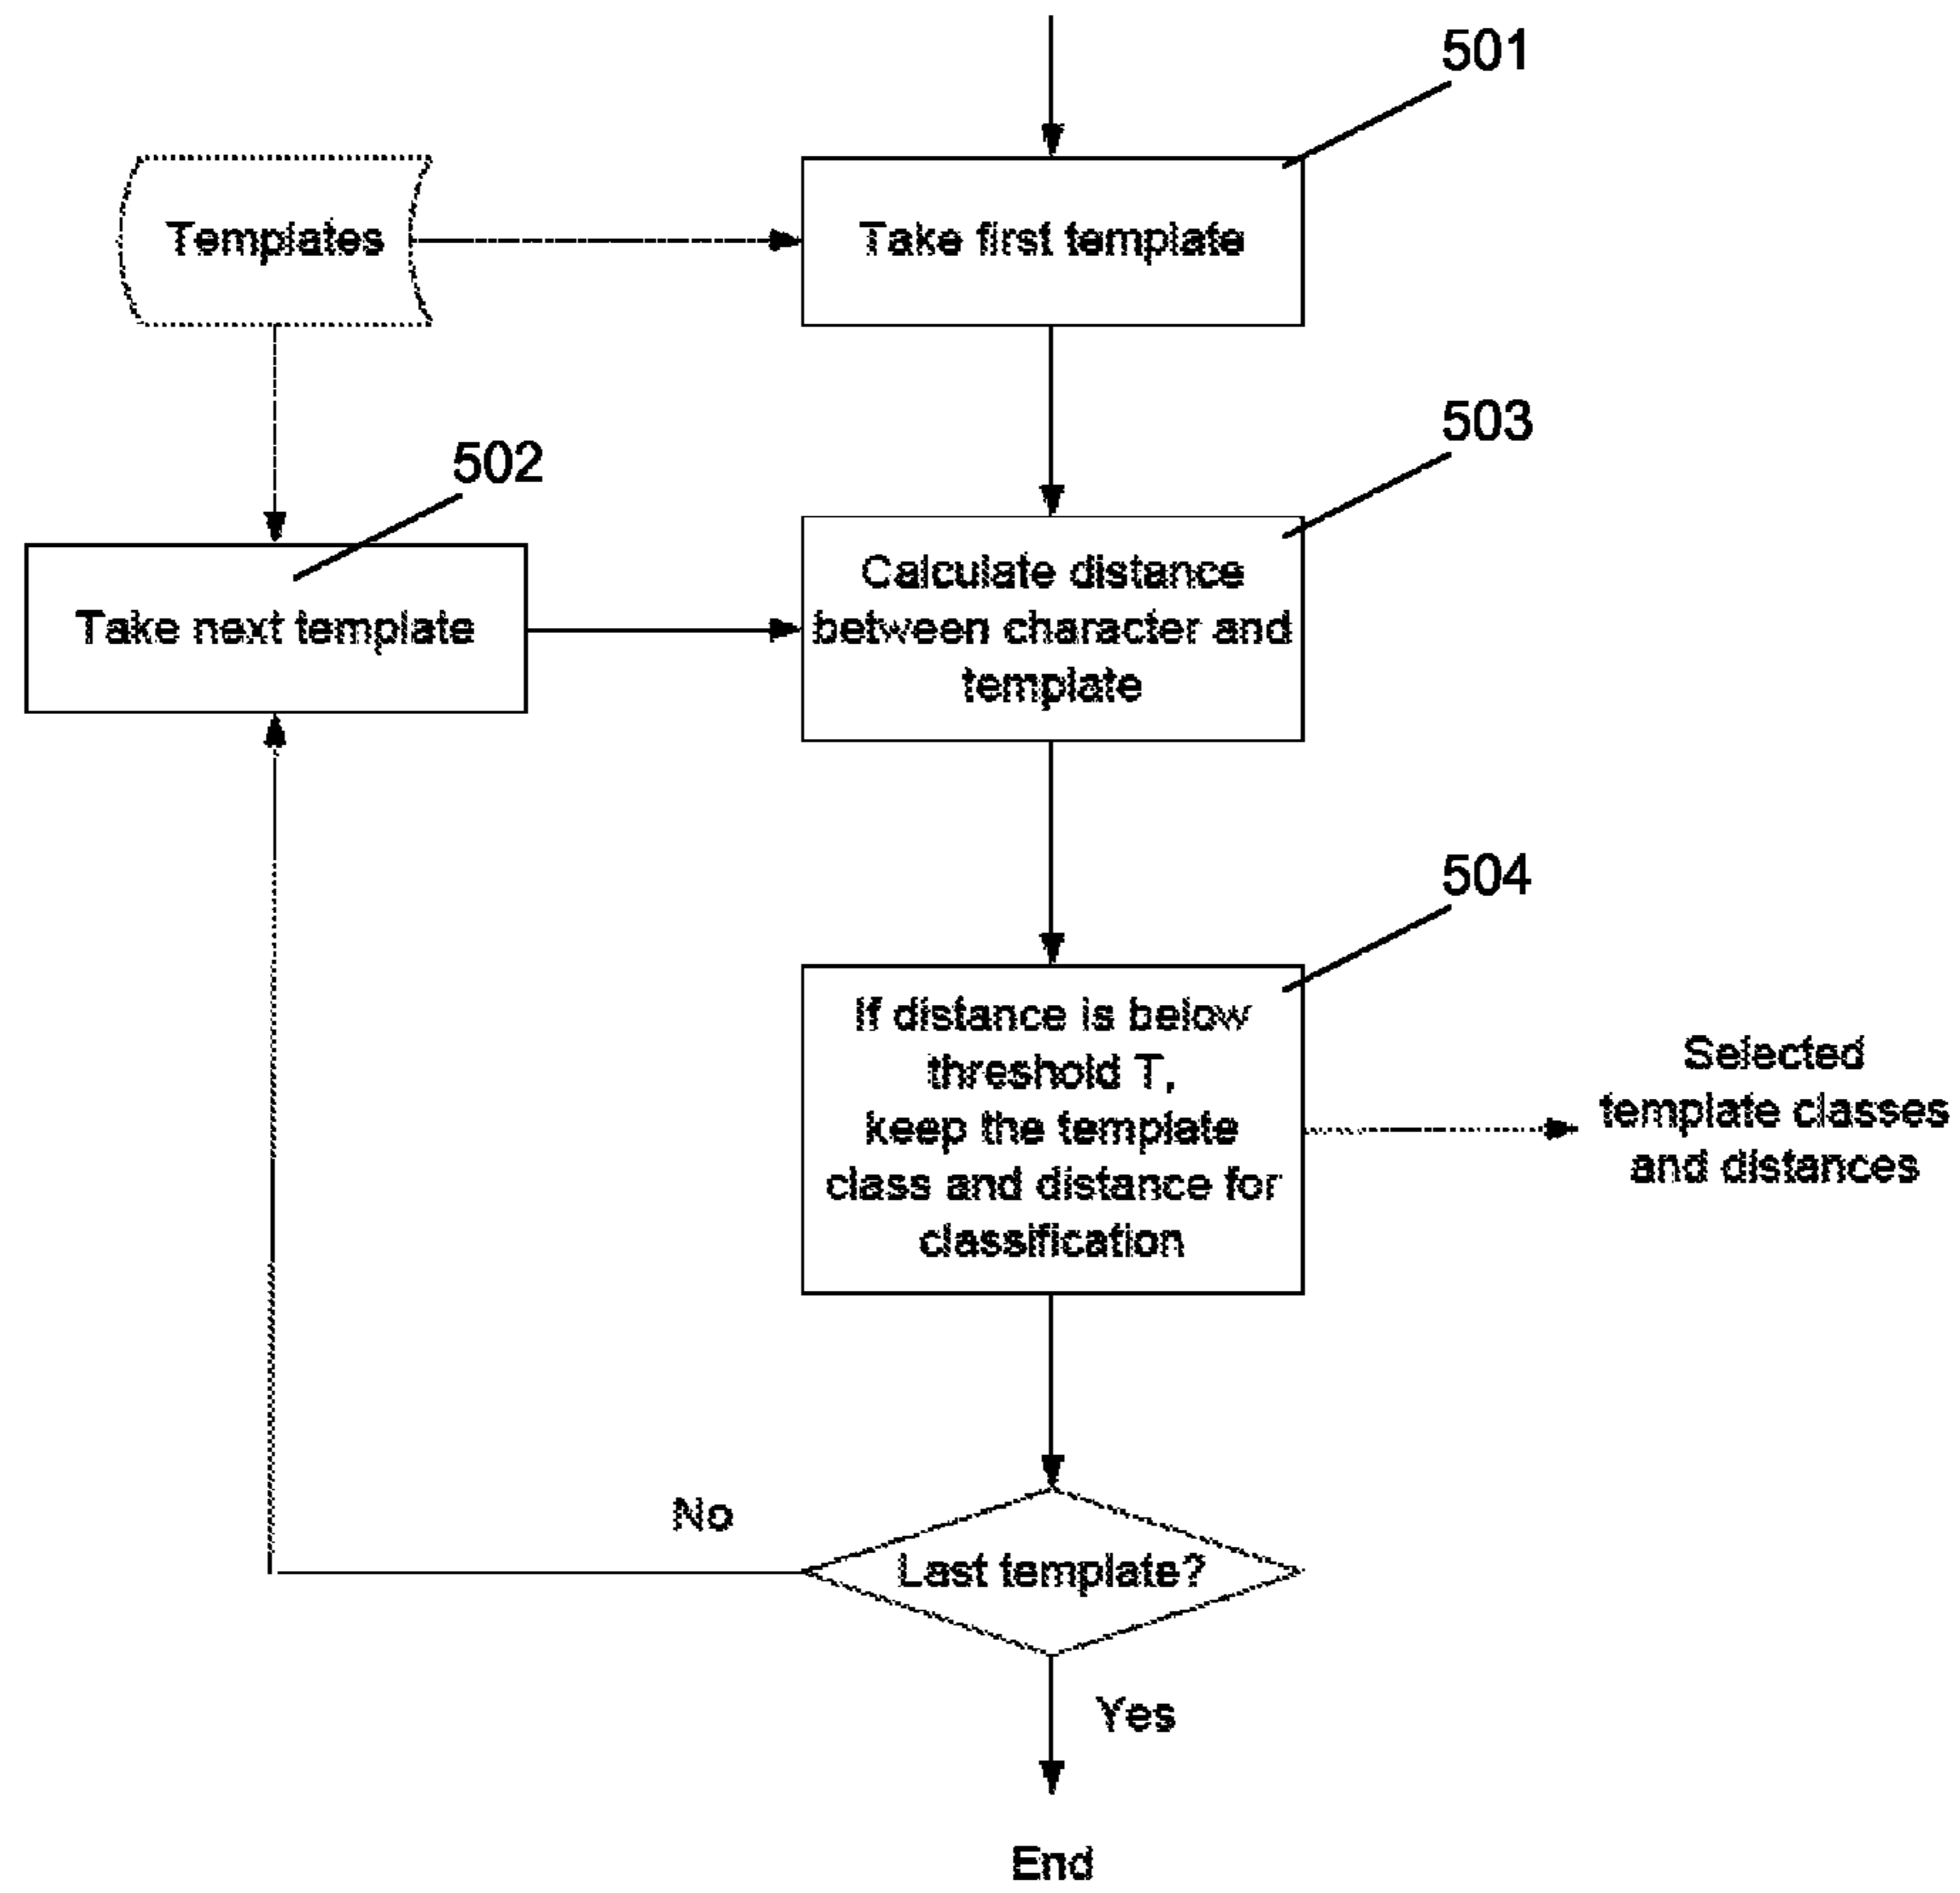 501
Templates
Take first template
503
502
Take next template
Calculate distance
between character and
template
504
If distance is below
threshold T,
keep the template
class and distance for
classification
Selected
template classes
and distances
No
Last template?
Yes
End